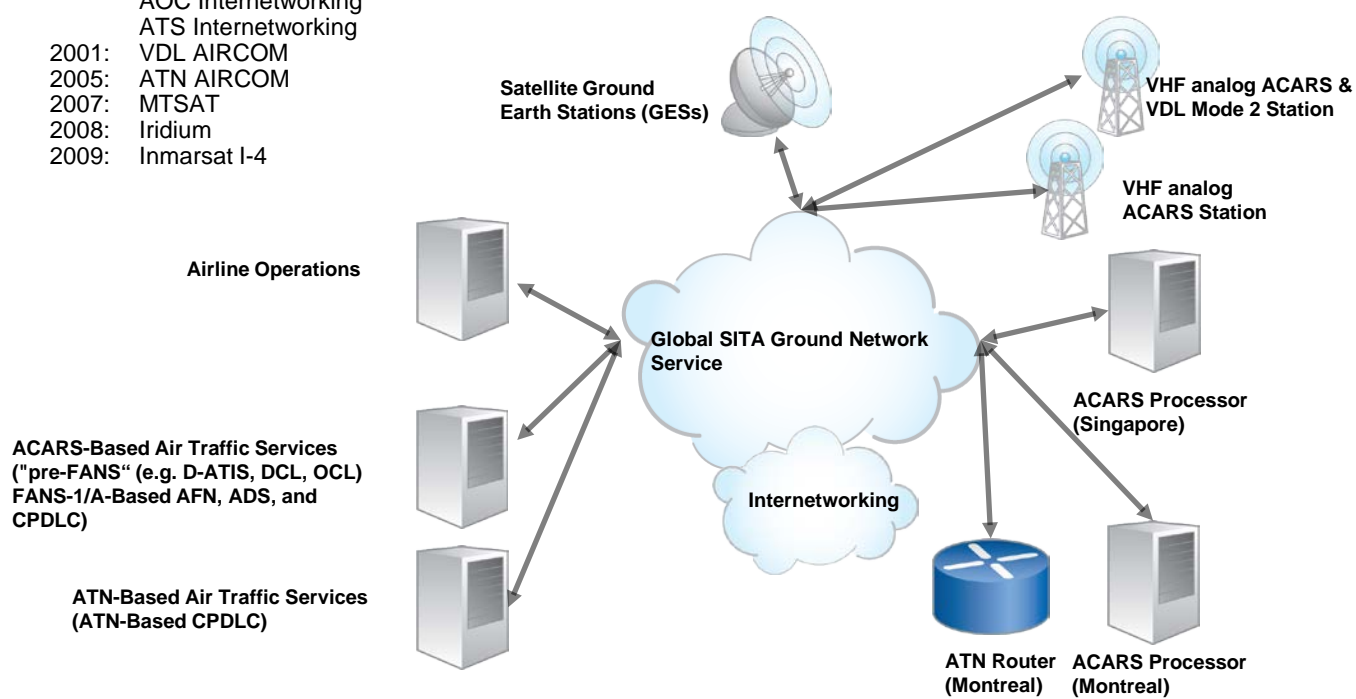 AOC Internetworking
ATS Internetworking
2001: VDL AIRCOM
2005: ATN AIRCOM
2007: MTSAT
2008: Iridium
2009: Inmarsat I-4
Satellite Ground
Earth Stations (GESs)
VHF analog ACARS &
VDL Mode 2 Station
VHF analog
ACARS Station
Airline Operations
Global SITA Ground Network
Service
ACARS Processor
(Singapore)
ACARS-Based Air Traffic Services
("pre-FANS“ (e.g. D-ATIS, DCL, OCL)
FANS-1/A-Based AFN, ADS, and
CPDLC)
Internetworking
ATN-Based Air Traffic Services
(ATN-Based CPDLC)
ATN Router
(Montreal)
ACARS Processor
(Montreal)